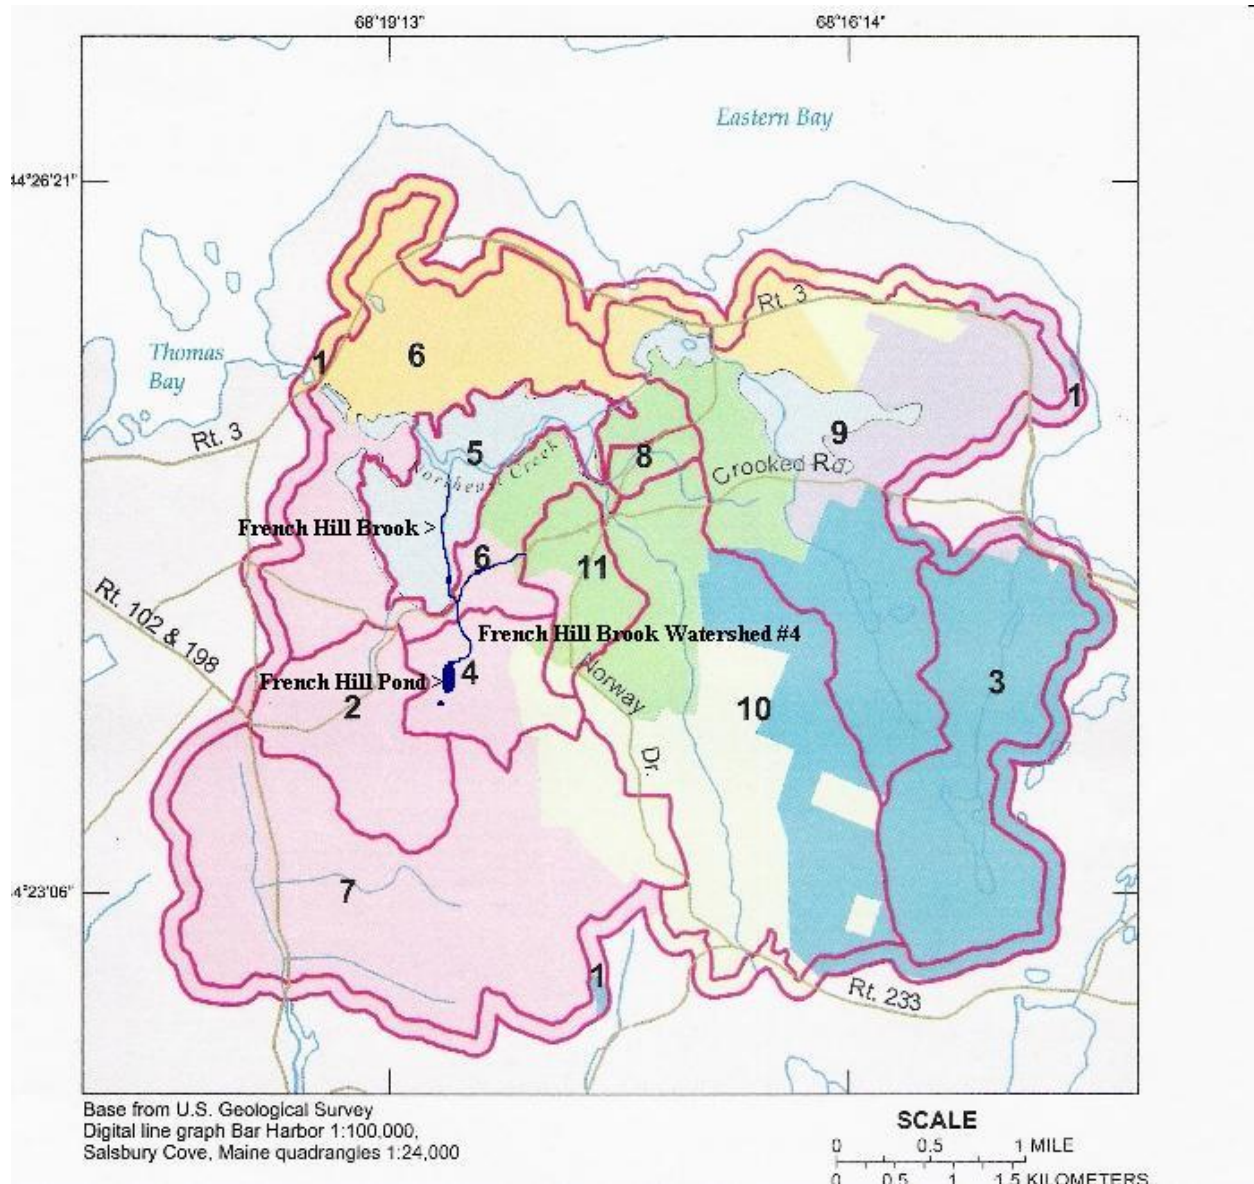 68°19'13"
68°16'14"
Eastern Bay
44°26'21"
Rt. 3
1
6
Thomas
Bay
1
Rt. 3
5
9
8
Northeast Creek
Crooked Rd
French Hill Brook >
6
11
Rt. 102 & 198
French Hill Brook Watershed #4
French Hill Pond >
4
Norway
Dr.
3
2
10
4°23'06"
7
1
Rt. 233
Base from U.S. Geological Survey
Digital line graph Bar Harbor 1:100,000,
Salsbury Cove, Maine quadrangles 1:24,000
SCALE
0 0.5 1 MILE
0 0.5 1 1.5 KILOMETERS